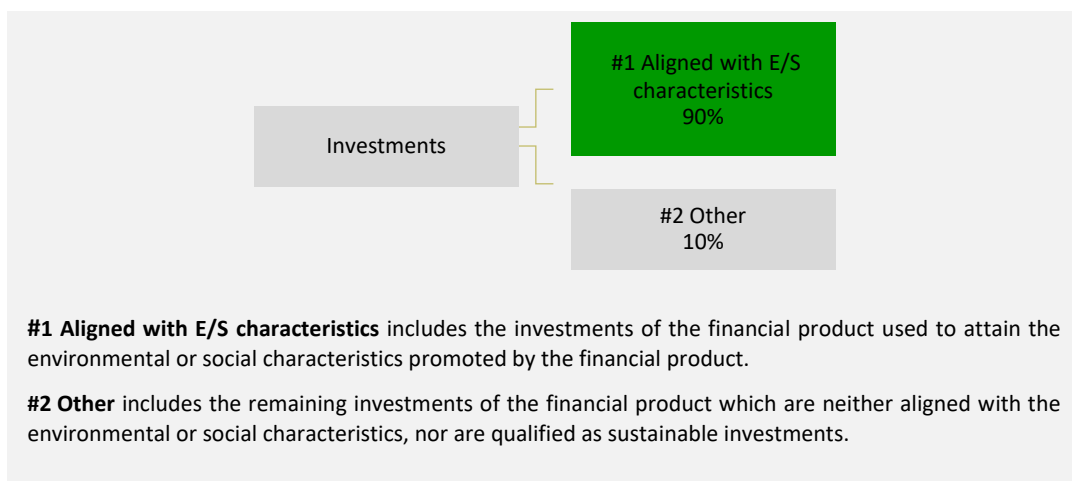 #1 Aligned with E/S
characteristics
90%
Investments
#2 Other
10%
#1 Aligned with E/S characteristics includes the investments of the financial product used to attain the
environmental or social characteristics promoted by the financial product.
#2 Other includes the remaining investments of the financial product which are neither aligned with the
environmental or social characteristics, nor are qualified as sustainable investments.